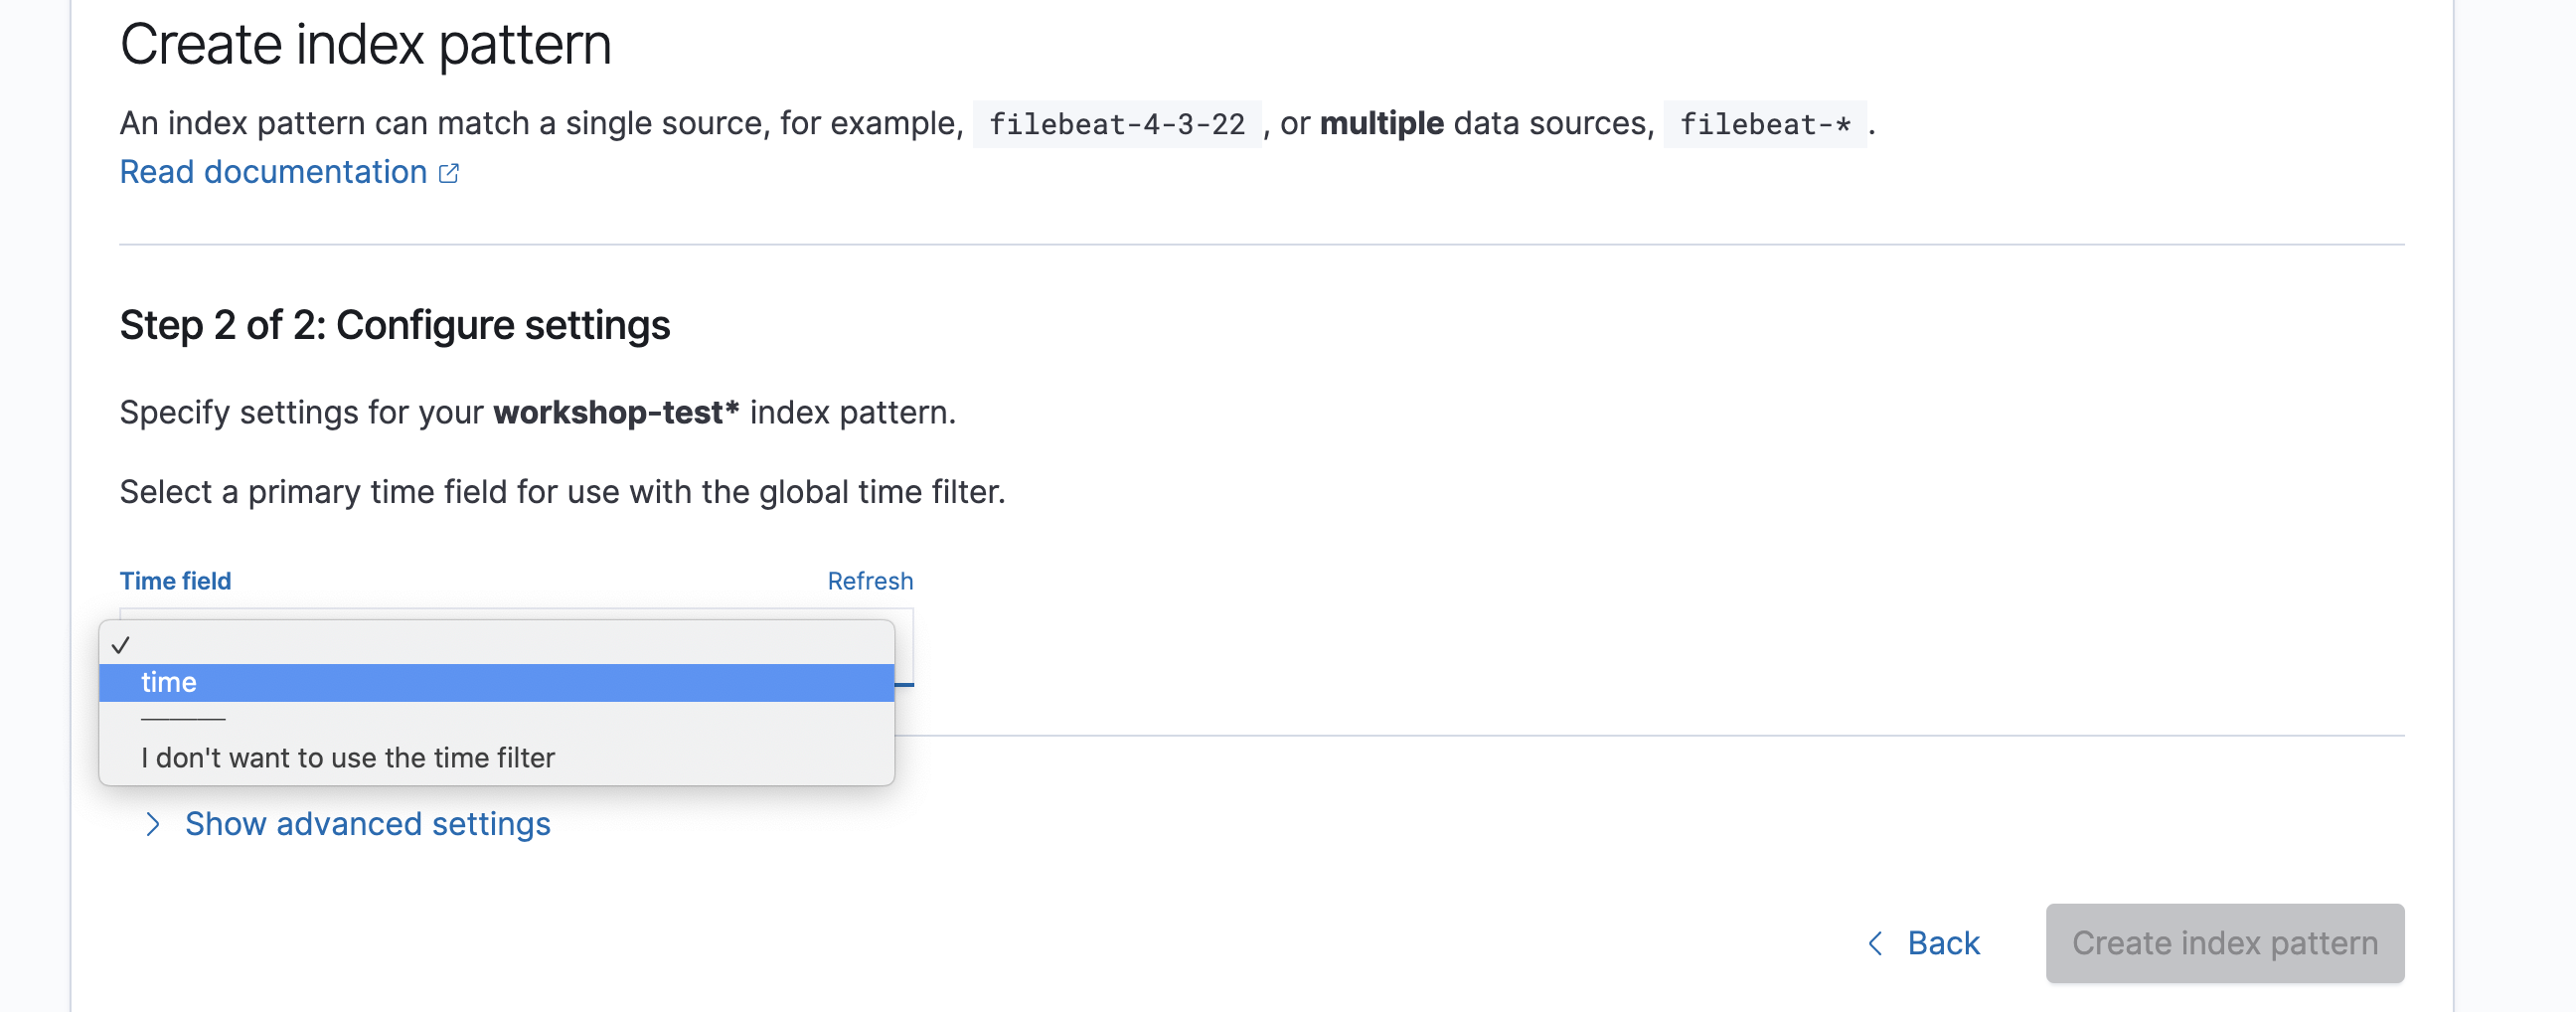 Create index pattern
An index pattern can match a single source, for example, filebeat-4-3-22 , or multiple data sources, filebeat-* .
Read documentation
Step 2 of 2: Configure settings
Specify settings for your workshop-test* index pattern.
Select a primary time field for use with the global time filter.
Time field Refresh
✓
time
———
I don't want to use the time filter
Show advanced settings
Back Create index pattern